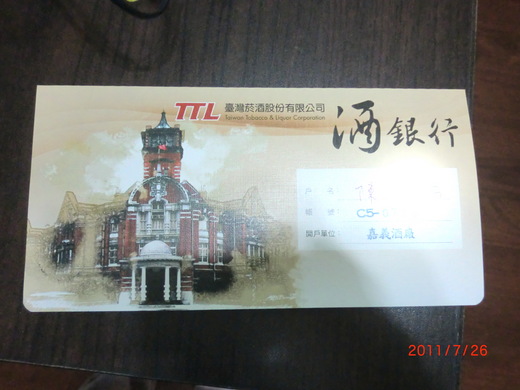 TTL 臺灣菸酒股份有限公司
Taiwan Tobacco & Liquor Corporation
酒銀行
戶
帳 號: C5-
開戶單位: 嘉義酒廠
2011/7/26